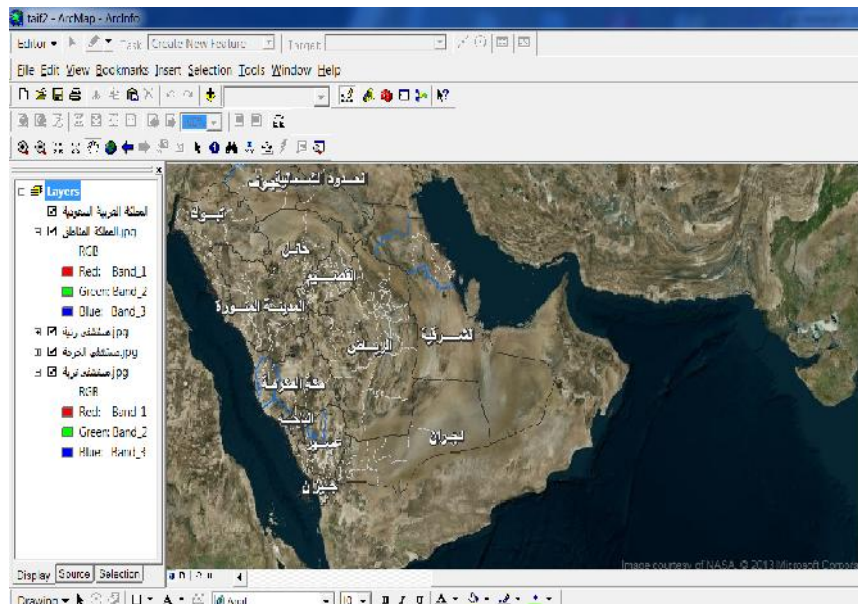 taif2 - ArcMap - ArcInfo
Editor Task: Create New Feature Target:
File Edit View Bookmarks Insert Selection Tools Window Help
Layers
المملكة العربية السعودية
المملكة المناطق.jpg
RGB
Red: Band_1
Green: Band_2
Blue: Band_3
مستشفى رنية.jpg
مستشفى الخرمة.jpg
مستشفى تربة.jpg
RGB
Red: Band_1
Green: Band_2
Blue: Band_3
Display Source Selection
الحدود الشمالية
جوف
تبوك
حائل
القصيم
المدينة المنورة
الرياض
الشرقية
مكة المكرمة
الباحة
عسير
نجران
جيزان
Image courtesy of NASA, © 2013 Microsoft Corpora
Drawing A Arial 10 B I U A